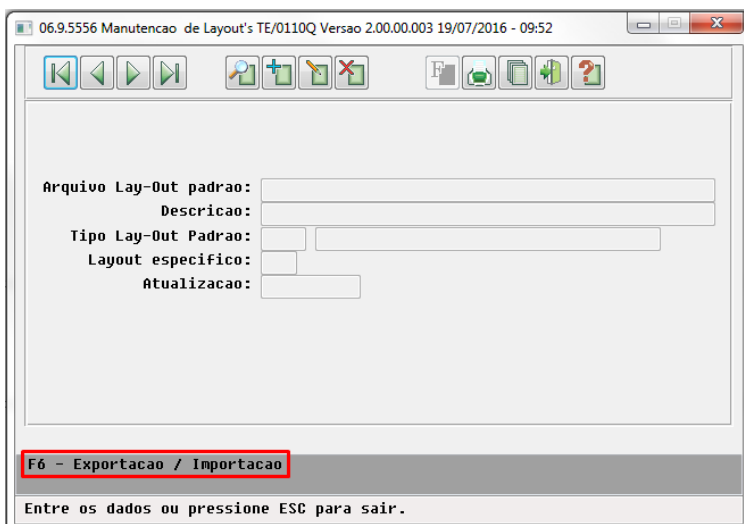 06.9.5556 Manutencao de Layout's TE/0110Q Versao 2.00.00.003 19/07/2016 - 09:52
Arquivo Lay-Out padrao:
Descricao:
Tipo Lay-Out Padrao:
Layout especifico:
Atualizacao:
F6 - Exportacao / Importacao
Entre os dados ou pressione ESC para sair.